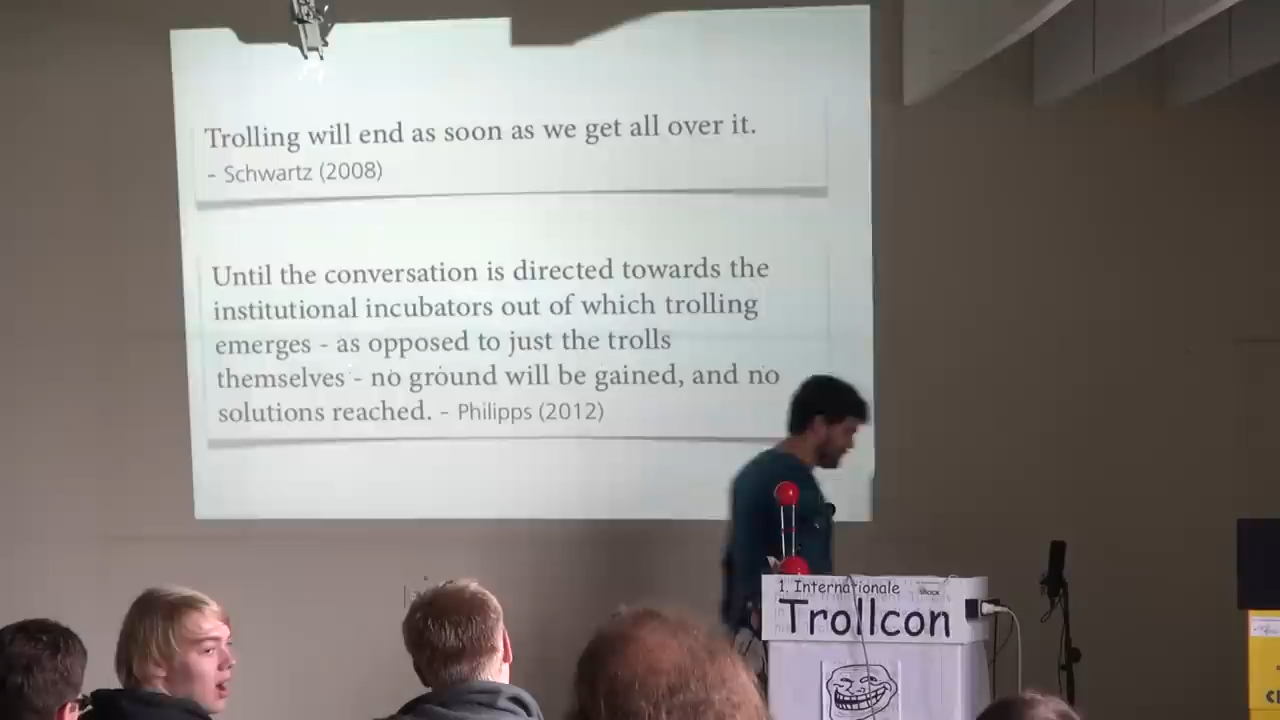 Trolling will end as soon as we get all over it.
– Schwartz (2008)
Until the conversation is directed towards the
institutional incubators out of which trolling
emerges - as opposed to just the trolls
themselves - no ground will be gained, and no
solutions reached. – Philipps (2012)
1. Internationale
Trollcon